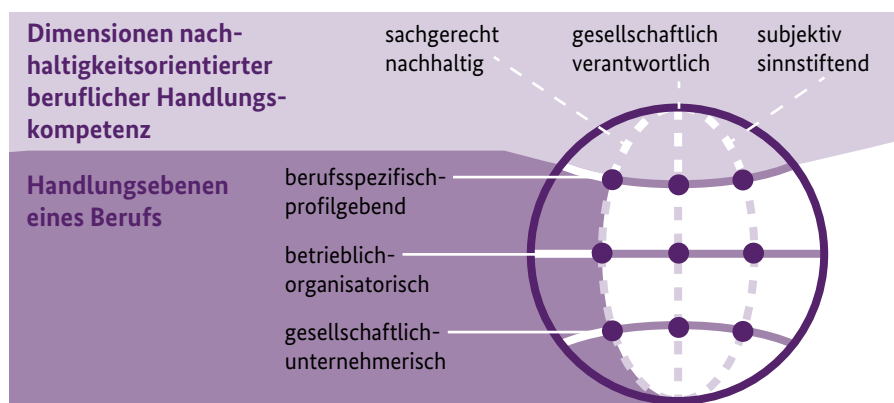 Dimensionen nach-
haltigkeitsorientierter
beruflicher Handlungs-
kompetenz
sachgerecht
nachhaltig
gesellschaftlich
verantwortlich
subjektiv
sinnstiftend
Handlungsebenen
eines Berufs
berufsspezifisch-
profilgebend
betrieblich-
organisatorisch
gesellschaftlich-
unternehmerisch